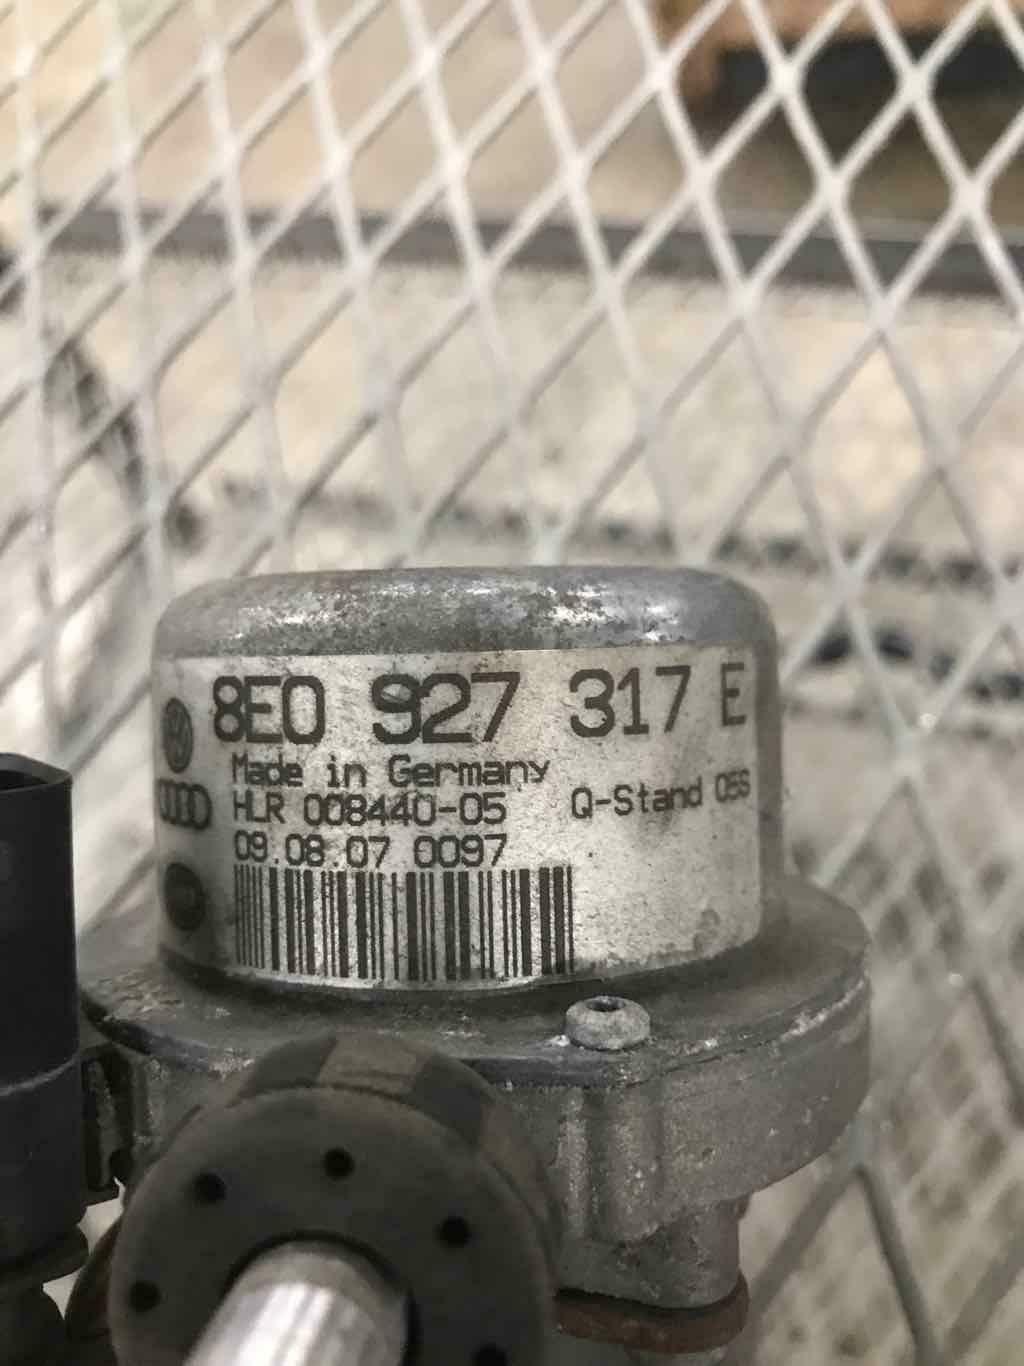 8E0 927 317 E
Made in Germany
HLR 008440-05 Q-Stand 05S
09.08.07 0097